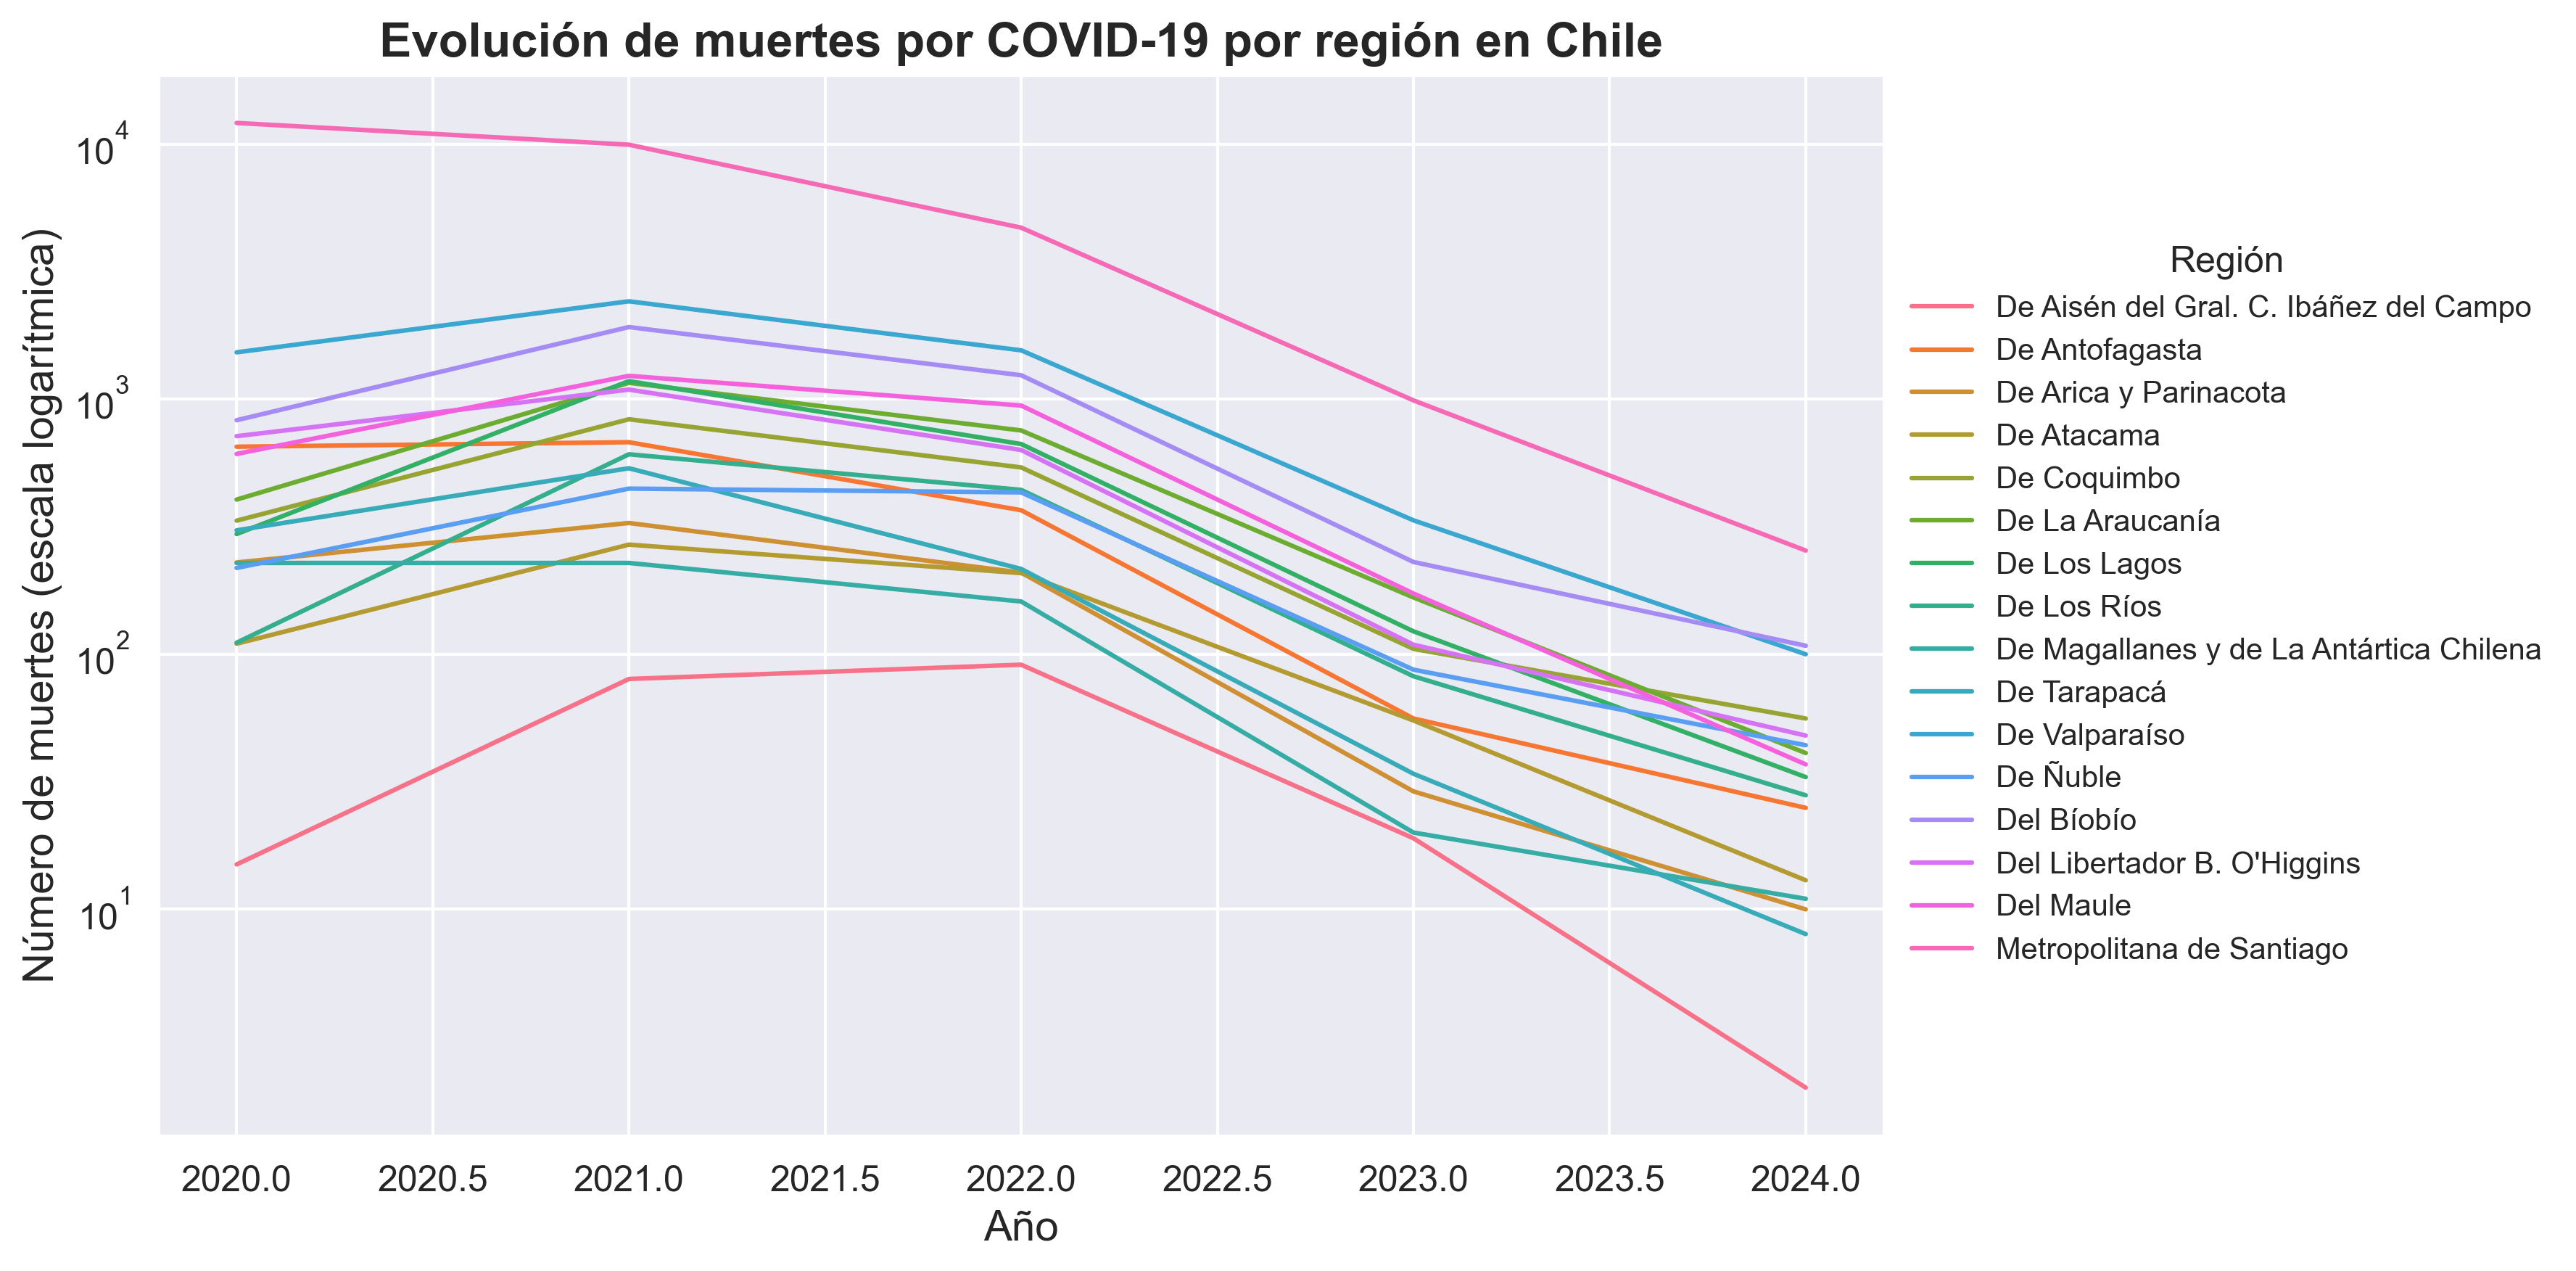 Evolución de muertes por COVID-19 por región en Chile
Número de muertes (escala logarítmica)
10^4
10^3
10^2
10^1
2020.0 2020.5 2021.0 2021.5 2022.0 2022.5 2023.0 2023.5 2024.0
Año
Región
De Aisén del Gral. C. Ibáñez del Campo
De Antofagasta
De Arica y Parinacota
De Atacama
De Coquimbo
De La Araucanía
De Los Lagos
De Los Ríos
De Magallanes y de La Antártica Chilena
De Tarapacá
De Valparaíso
De Ñuble
Del Bíobío
Del Libertador B. O'Higgins
Del Maule
Metropolitana de Santiago